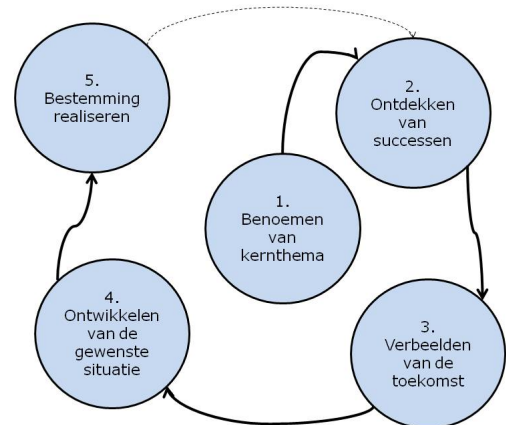 1.
Benoemen
van
kernthema
2.
Ontdekken
van
successen
3.
Verbeelden
van de
toekomst
4.
Ontwikkelen
van de
gewenste
situatie
5.
Bestemming
realiseren